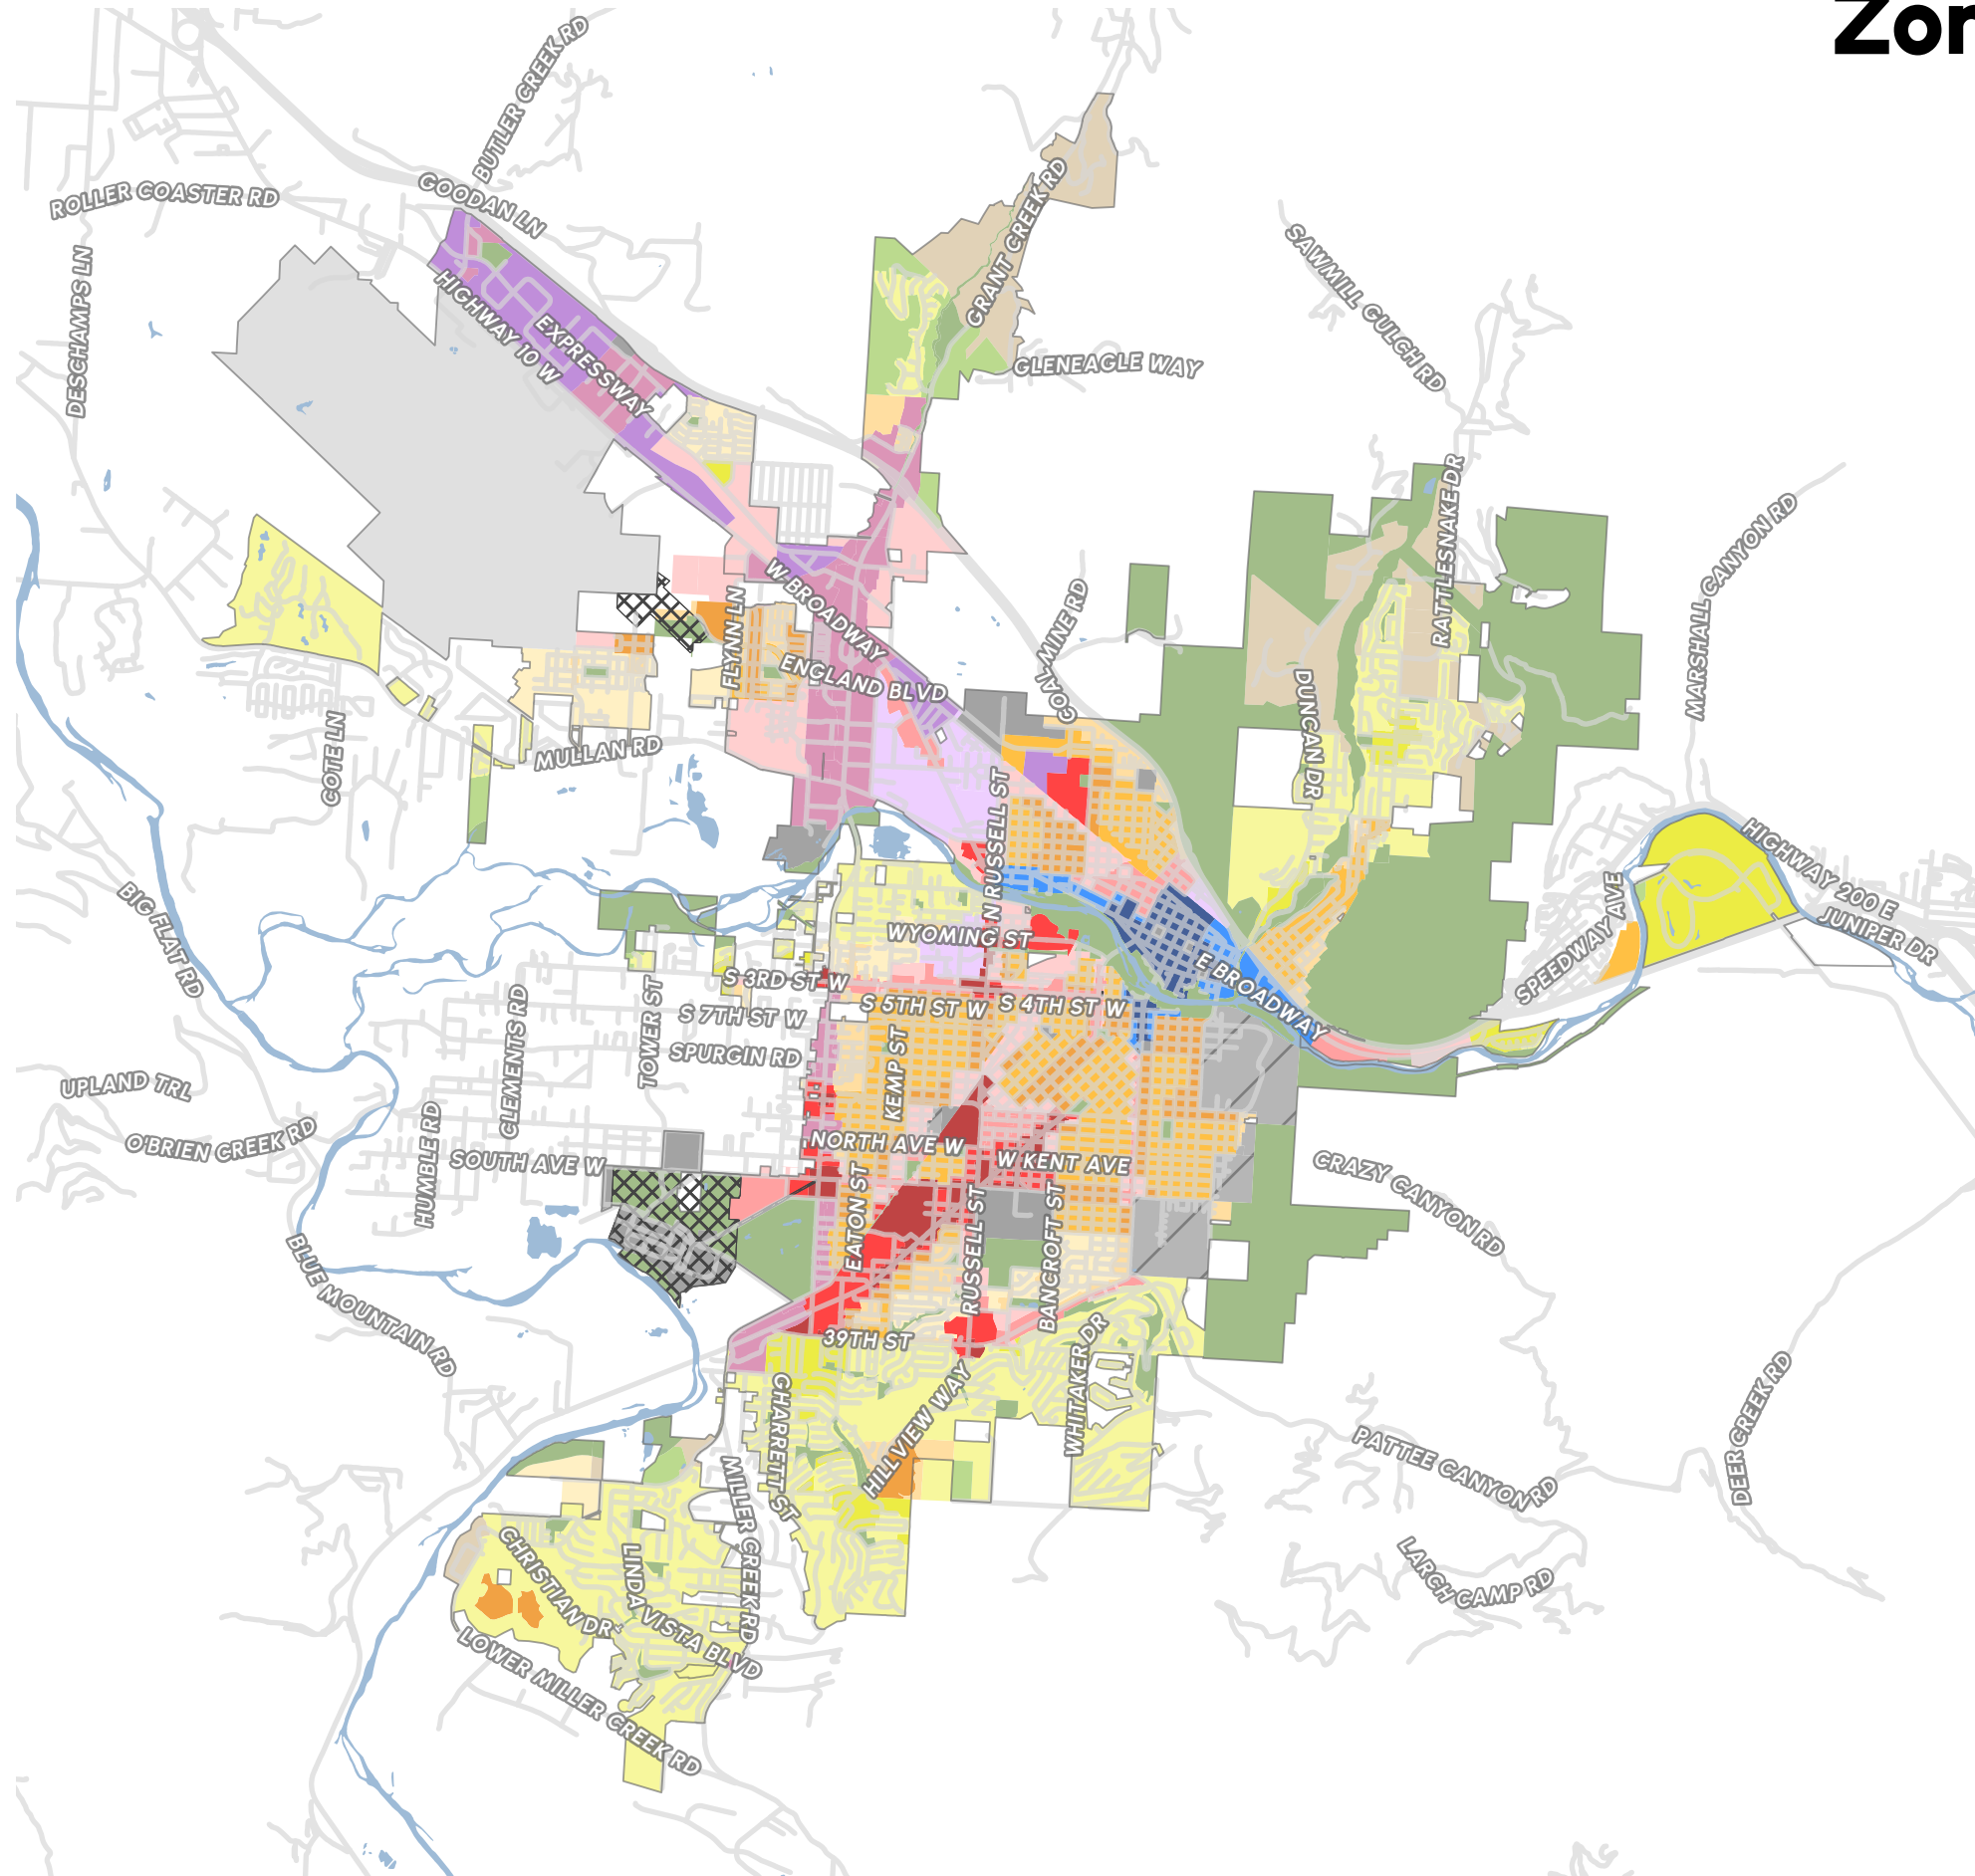 Zon
BUTLER CREEK RD
GOODAN LN
ROLLER COASTER RD
DESCHAMPS LN
HIGHWAY 10 W
EXPRESSWAY
GRANT CREEK RD
GLENEAGLE WAY
SAWMILL GULCH RD
RATTLESNAKE DR
MARSHALL CANYON RD
W BROADWAY
FLYNN LN
ENGLAND BLVD
COAL MINE RD
DUNCAN DR
COTE LN
MULLAN RD
N RUSSELL ST
BIG FLAT RD
WYOMING ST
HIGHWAY 200 E
JUNIPER DR
SPEEDWAY AVE
E BROADWAY
S 3RD ST W
S 5TH ST W
S 4TH ST W
S 7TH ST W
TOWER ST
SPURGIN RD
CLEMENTS RD
KEMP ST
UPLAND TRL
O'BRIEN CREEK RD
HUMBLE RD
SOUTH AVE W
NORTH AVE W
W KENT AVE
CRAZY CANYON RD
EATON ST
RUSSELL ST
BANCROFT ST
BLUE MOUNTAIN RD
39TH ST
WHITAKER DR
GHARRETT ST
HILLVIEW WAY
MILLER CREEK RD
PATTEE CANYON RD
DEER CREEK RD
LARCH CAMP RD
CHRISTIAN DR
LINDA VISTA BLVD
LOWER MILLER CREEK RD